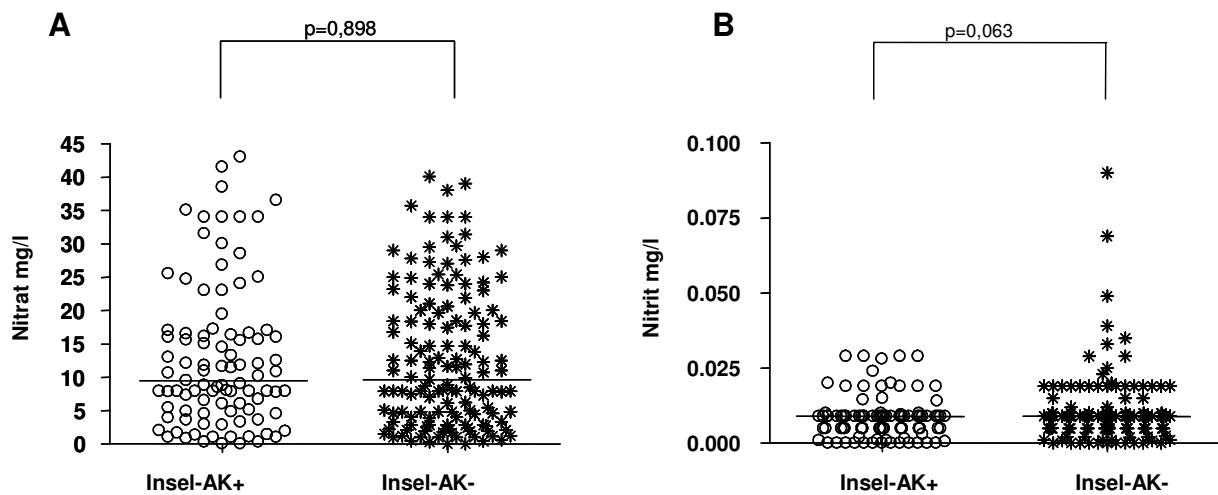 A
p=0,898
Nitrat mg/l
45
40
35
30
25
20
15
10
5
0
Insel-AK+
Insel-AK-
B
p=0,063
Nitrit mg/l
0.100
0.075
0.050
0.025
0.000
Insel-AK+
Insel-AK-